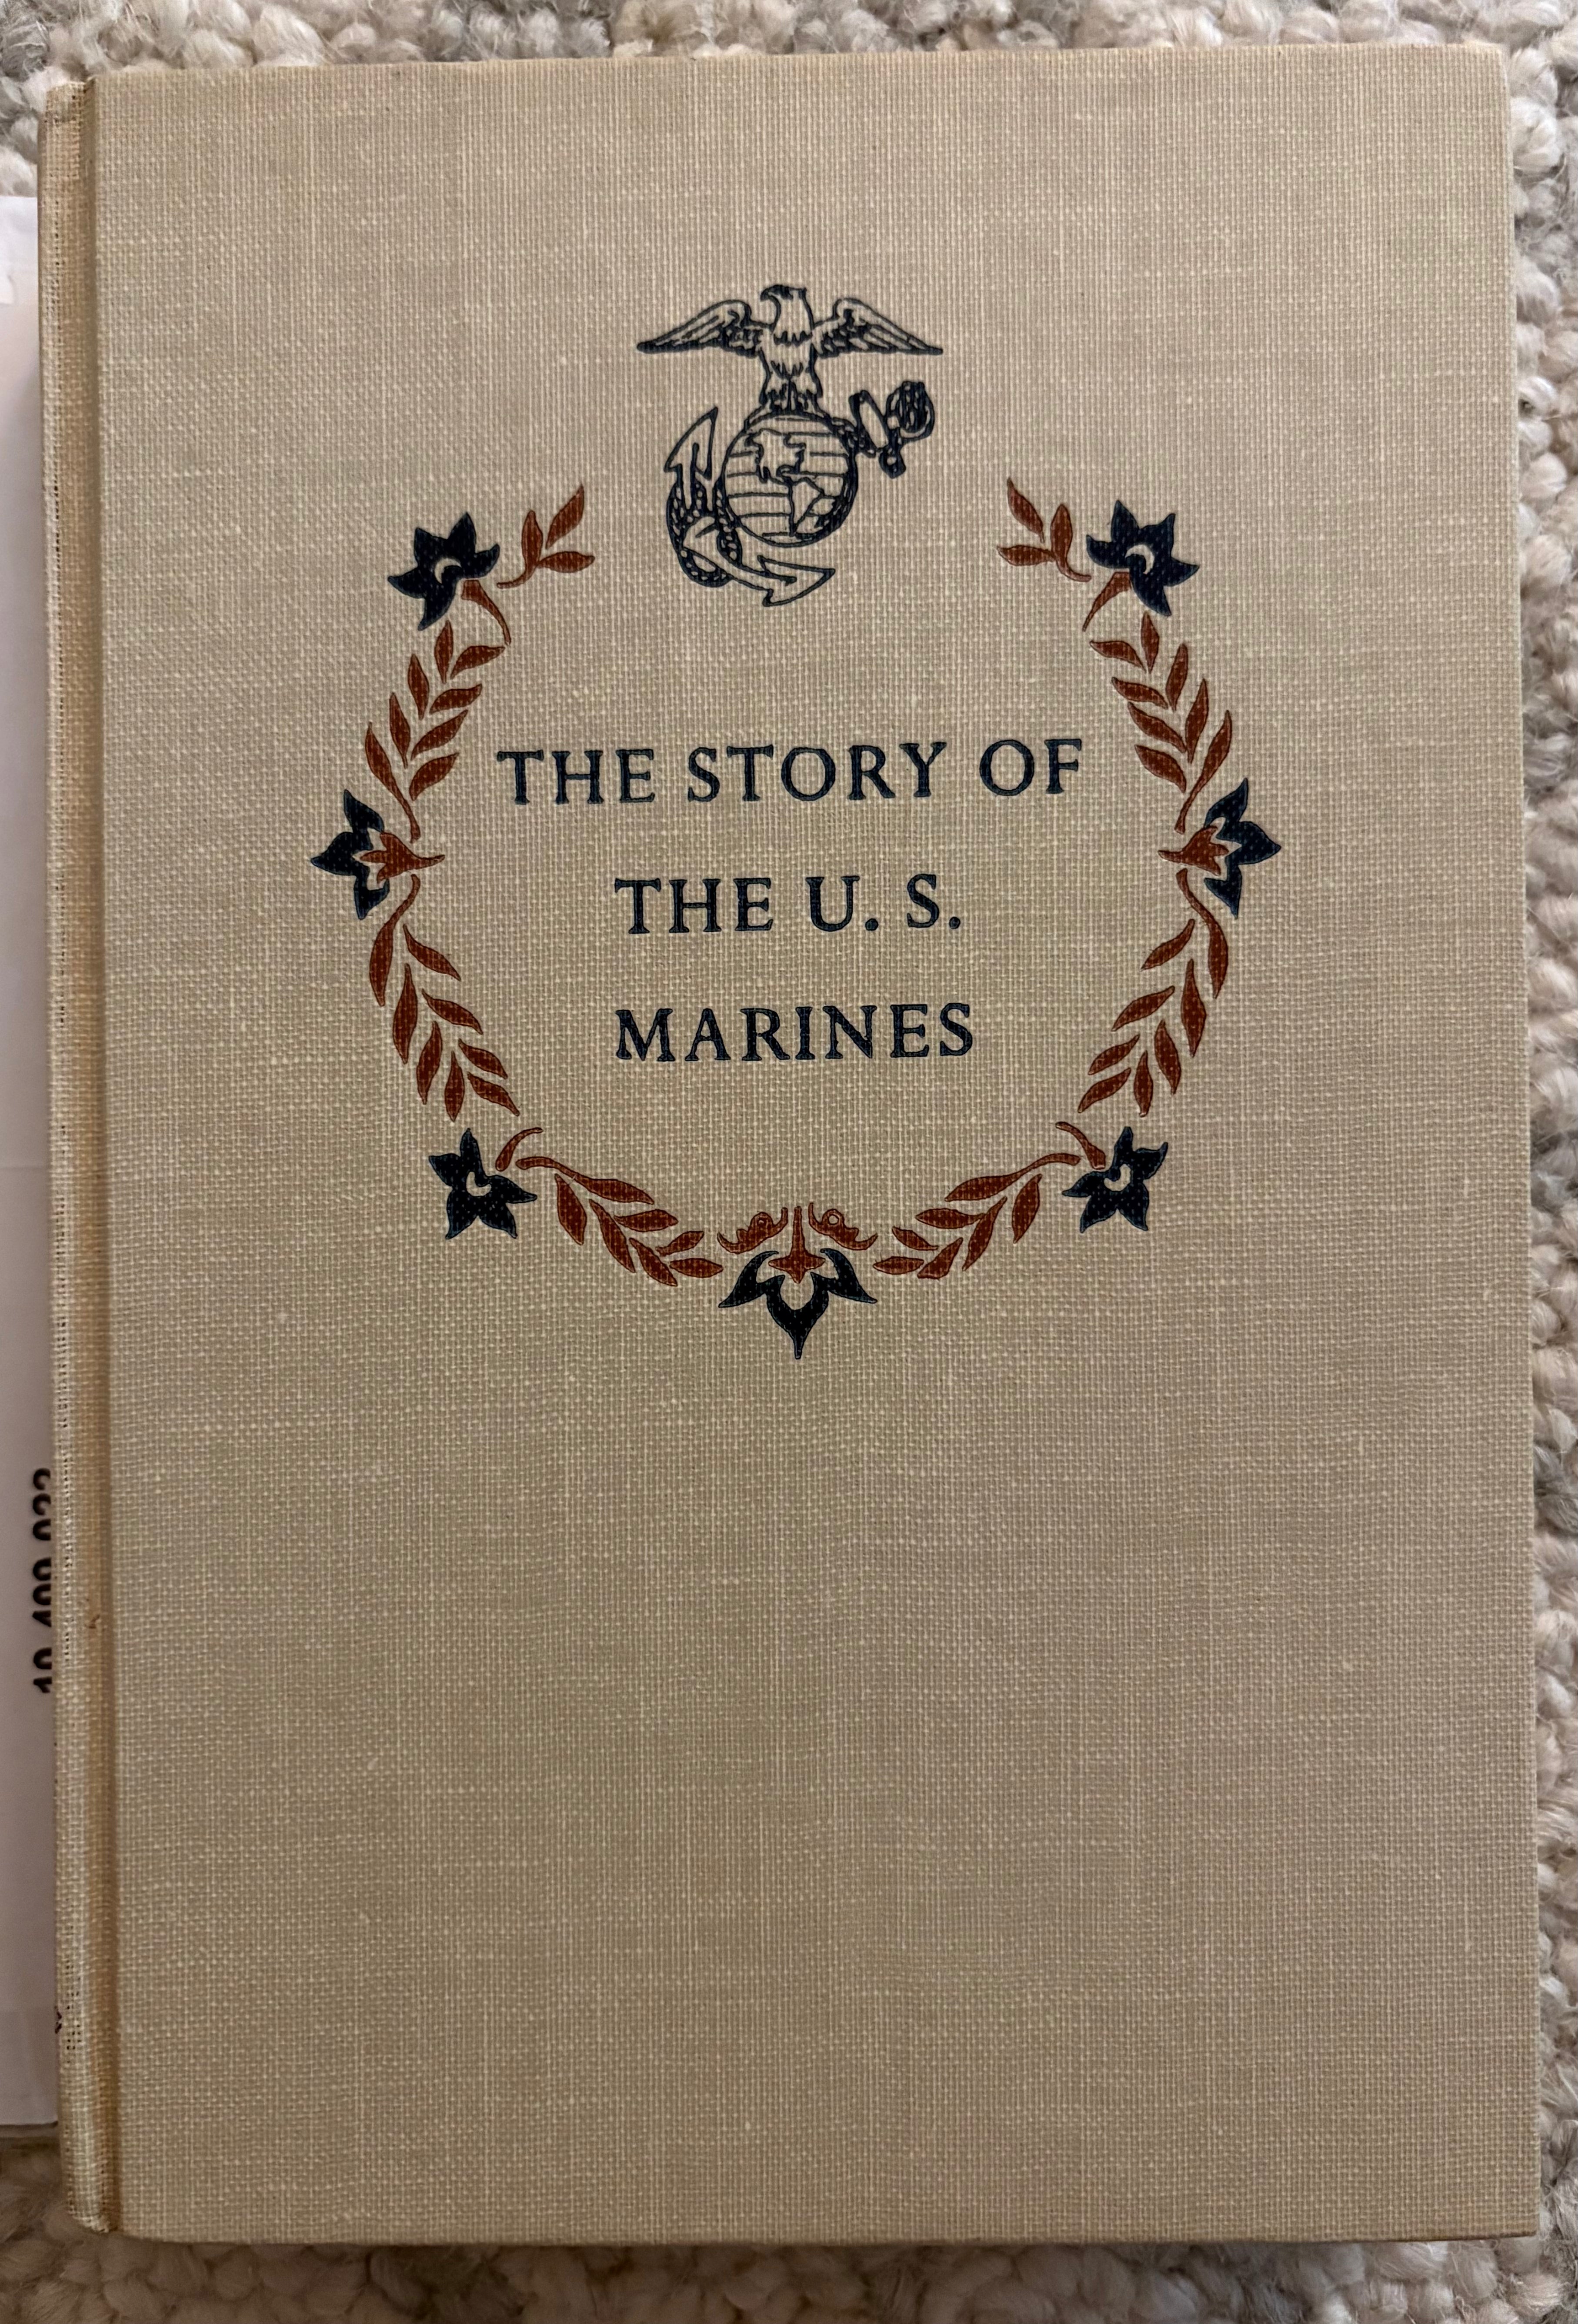 THE STORY OF
THE U. S.
MARINES